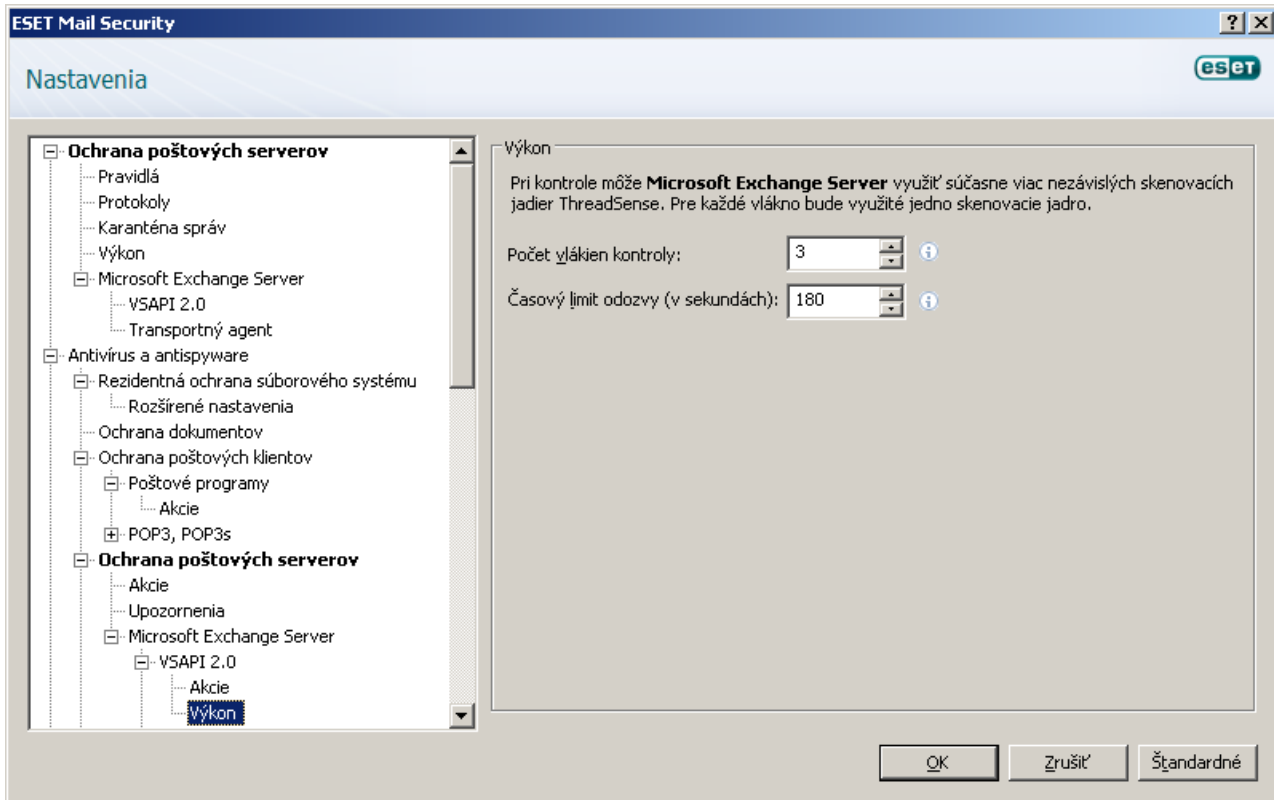 ESET Mail Security
Nastavenia
eset
Ochrana poštových serverov
Pravidlá
Protokoly
Karanténa správ
Výkon
Microsoft Exchange Server
VSAPI 2.0
Transportný agent
Antivírus a antispyware
Rezidentná ochrana súborového systému
Rozšírené nastavenia
Ochrana dokumentov
Ochrana poštových klientov
Poštové programy
Akcie
POP3, POP3s
Ochrana poštových serverov
Akcie
Upozornenia
Microsoft Exchange Server
VSAPI 2.0
Akcie
Výkon
Výkon
Pri kontrole môže Microsoft Exchange Server využiť súčasne viac nezávislých skenovacích
jadier ThreadSense. Pre každé vlákno bude využité jedno skenovacie jadro.
Počet vlákien kontroly: 3
Časový limit odozvy (v sekundách): 180
OK Zrušiť Štandardné